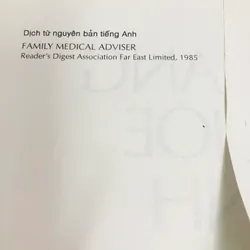 Dịch từ nguyên bản tiếng Anh
FAMILY MEDICAL ADVISER
Reader's Digest Association Far East Limited, 1985